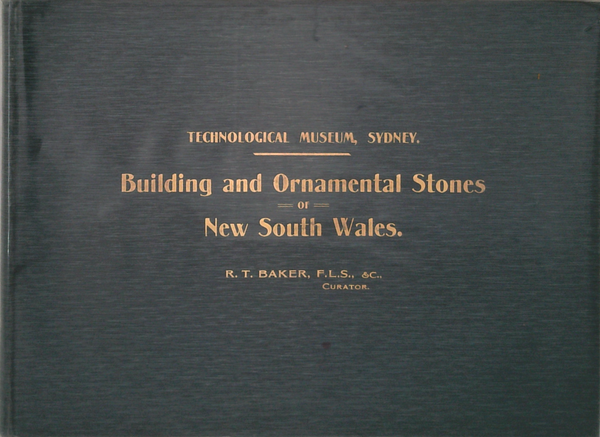 TECHNOLOGICAL MUSEUM, SYDNEY.
Building and Ornamental Stones
OF
New South Wales.
R. T. BAKER, F.L.S., &C.,
CURATOR.